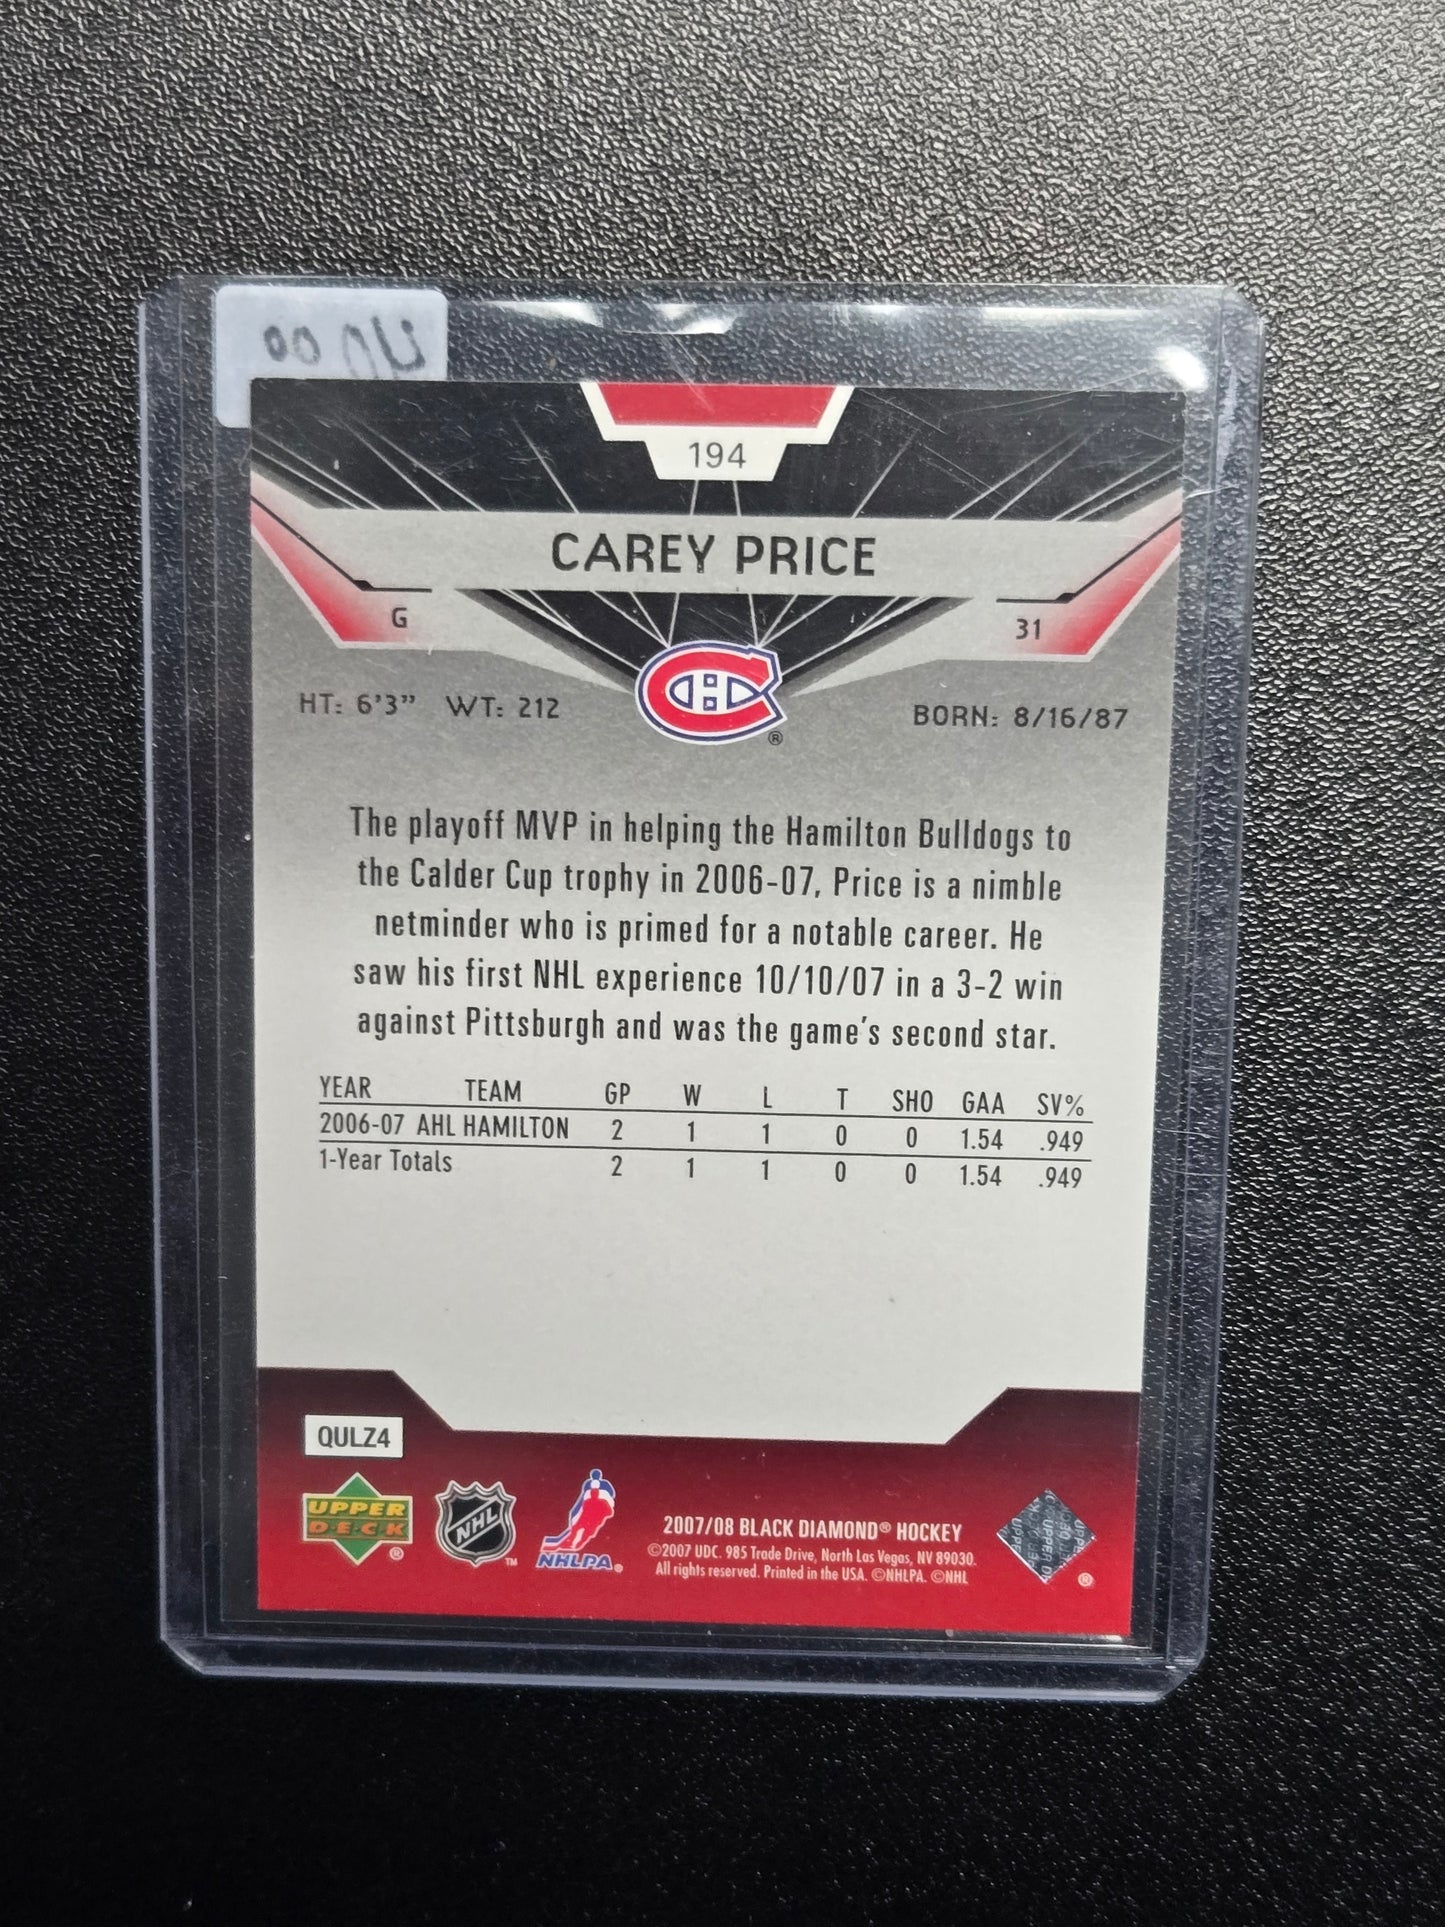 40.00
194
CAREY PRICE
G
31
HT: 6'3" WT: 212
BORN: 8/16/87
The playoff MVP in helping the Hamilton Bulldogs to
the Calder Cup trophy in 2006-07, Price is a nimble
netminder who is primed for a notable career. He
saw his first NHL experience 10/10/07 in a 3-2 win
against Pittsburgh and was the game's second star.
YEAR TEAM GP W L T SHO GAA SV%
2006-07 AHL HAMILTON 2 1 1 0 0 1.54 .949
1-Year Totals 2 1 1 0 0 1.54 .949
QULZ4
UPPER
DECK
®
NHL
™
NHLPA®
2007/08 BLACK DIAMOND® HOCKEY
©2007 UDC. 985 Trade Drive, North Las Vegas, NV 89030.
All rights reserved. Printed in the USA. ©NHLPA. ©NHL
®